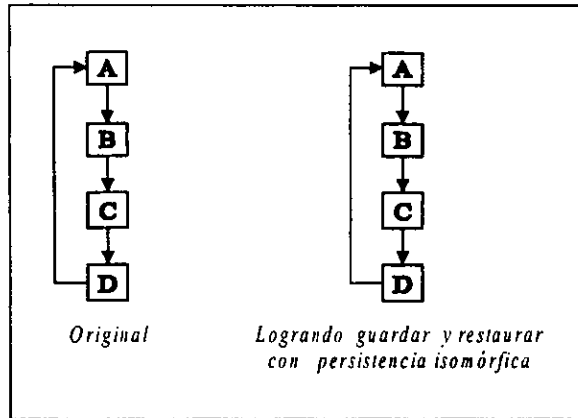 A
B
C
D
Original
A
B
C
D
Logrando guardar y restaurar
con persistencia isomórfica